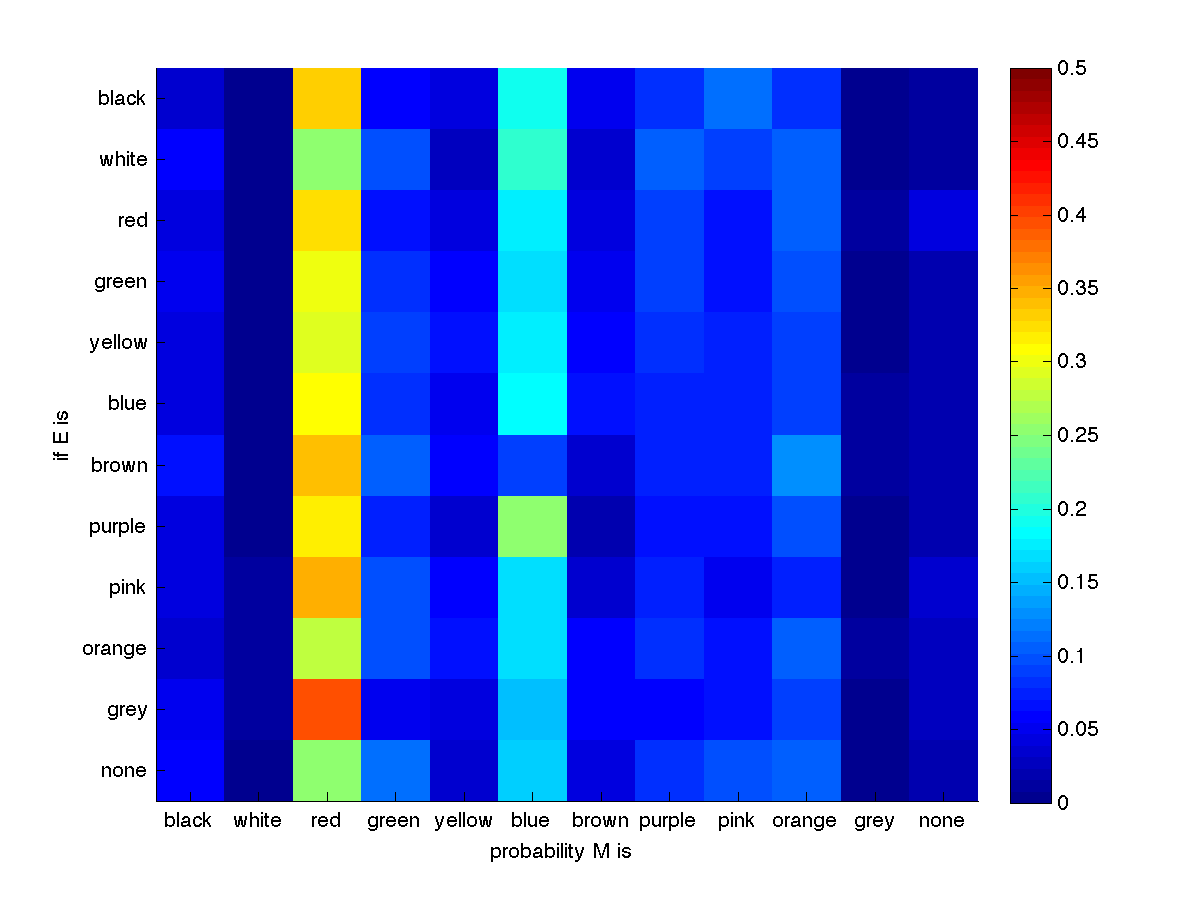 black
white
red
green
yellow
blue
brown
purple
pink
orange
grey
none
if E is
black white red green yellow blue brown purple pink orange grey none
probability M is
0.5
0.45
0.4
0.35
0.3
0.25
0.2
0.15
0.1
0.05
0